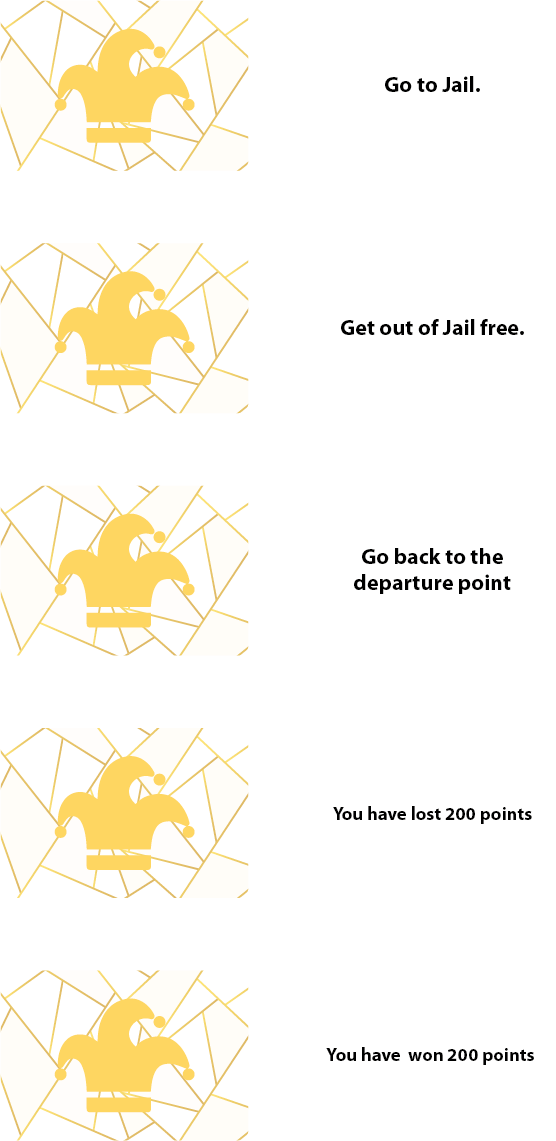 Go to Jail.
Get out of Jail free.
Go back to the
departure point
You have lost 200 points
You have  won 200 points